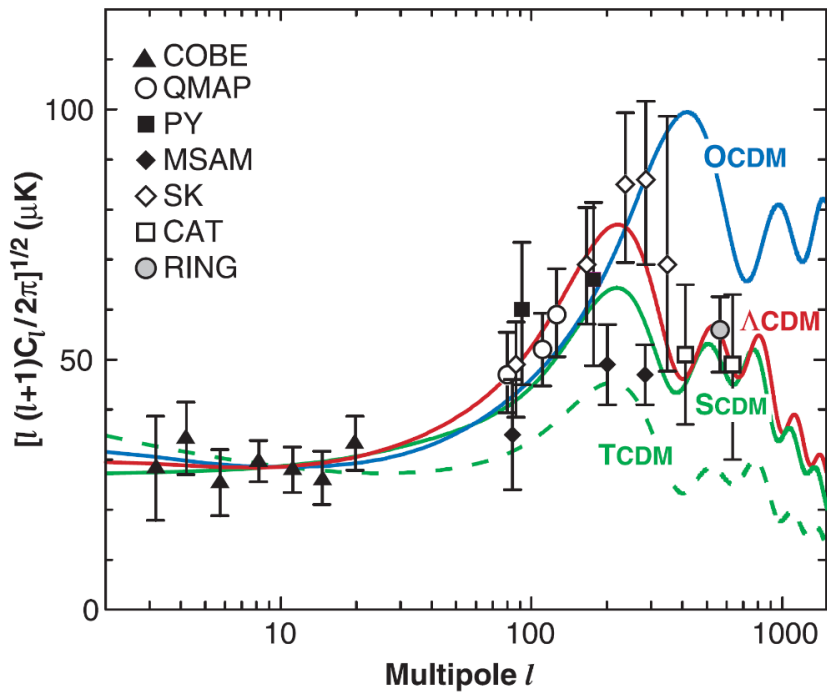 COBE
QMAP
PY
MSAM
SK
CAT
RING
OCDM
ΛCDM
SCDM
TCDM
[l (l+1)C_l/2π]^{1/2} (μK)
100
50
0
10
100
1000
Multipole l